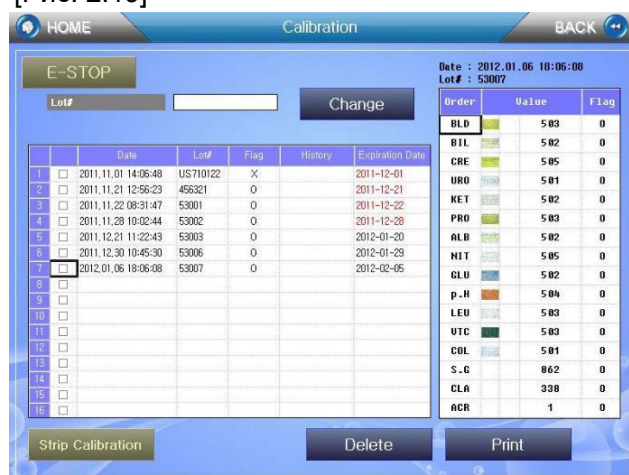 [Рис. 2.10]
HOME Calibration BACK
E-STOP
Lot# Change
Date Lot# Flag History Expiration Date
1 2011,11,01 14:06:48 US710122 X 2011-12-01
2 2011,11,21 12:56:23 456321 O 2011-12-21
3 2011,11,22 08:31:47 53001 O 2011-12-22
4 2011,11,28 10:02:44 53002 O 2011-12-28
5 2011,12,21 11:22:43 53003 O 2012-01-20
6 2011,12,30 10:45:30 53006 O 2012-01-29
7 2012,01,06 18:06:08 53007 O 2012-02-05
8
9
10
11
12
13
14
15
16
Date : 2012.01.06 18:06:08
Lot# : 53007
Order Value Flag
BLD 503 0
BIL 502 0
CRE 505 0
URO 501 0
KET 502 0
PRO 503 0
ALB 502 0
NIT 505 0
GLU 502 0
p.H 504 0
LEU 503 0
VTC 503 0
COL 501 0
S.G 862 0
CLA 338 0
ACR 1 0
Strip Calibration Delete Print